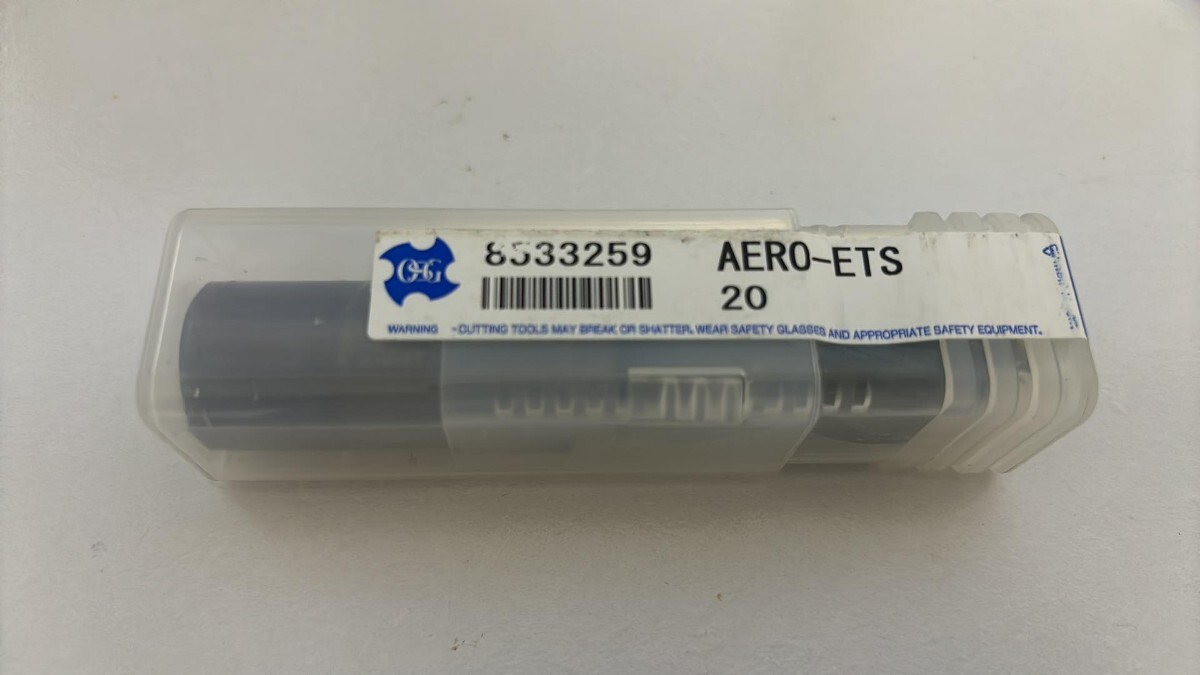 OSG 8533259 AERO-ETS
20
WARNING -CUTTING TOOLS MAY BREAK OR SHATTER. WEAR SAFETY GLASSES AND APPROPRIATE SAFETY EQUIPMENT.